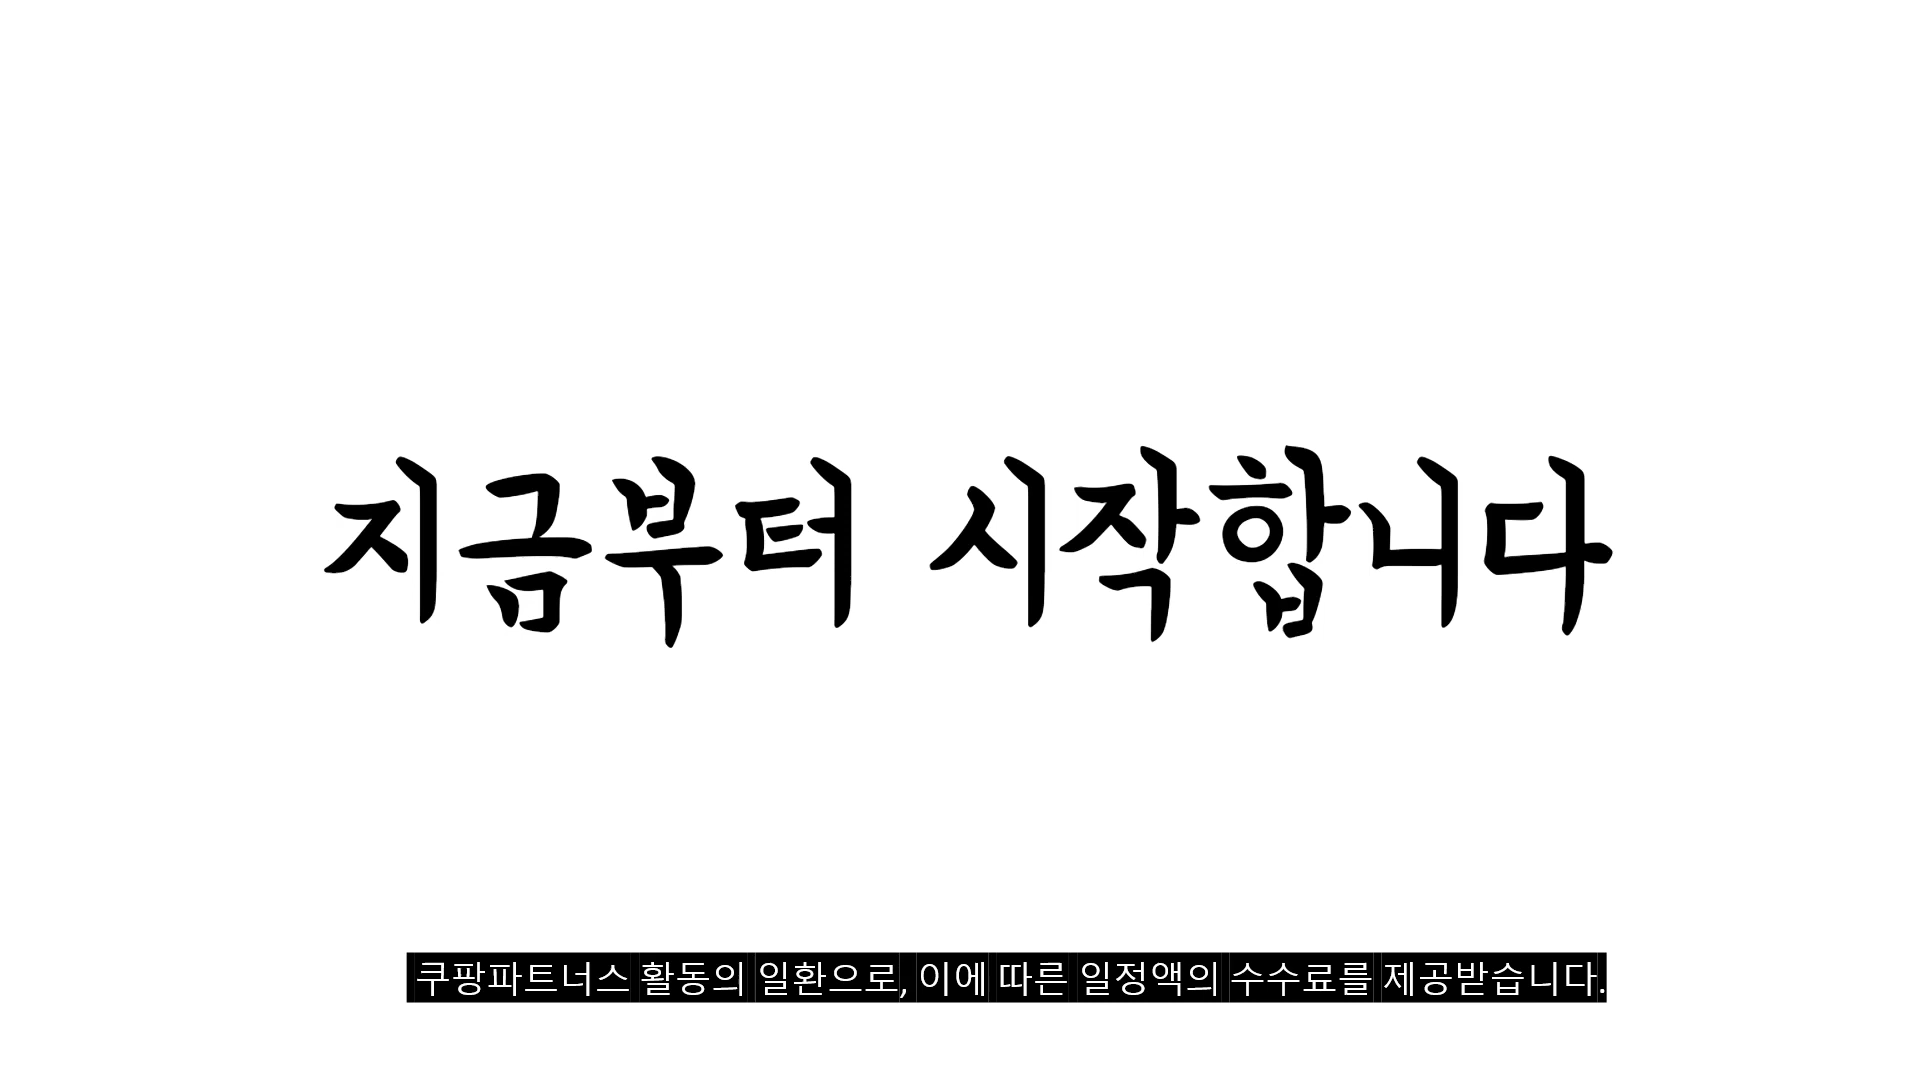 지금부터 시작합니다
쿠팡파트너스 활동의 일환으로, 이에 따른 일정액의 수수료를 제공받습니다.